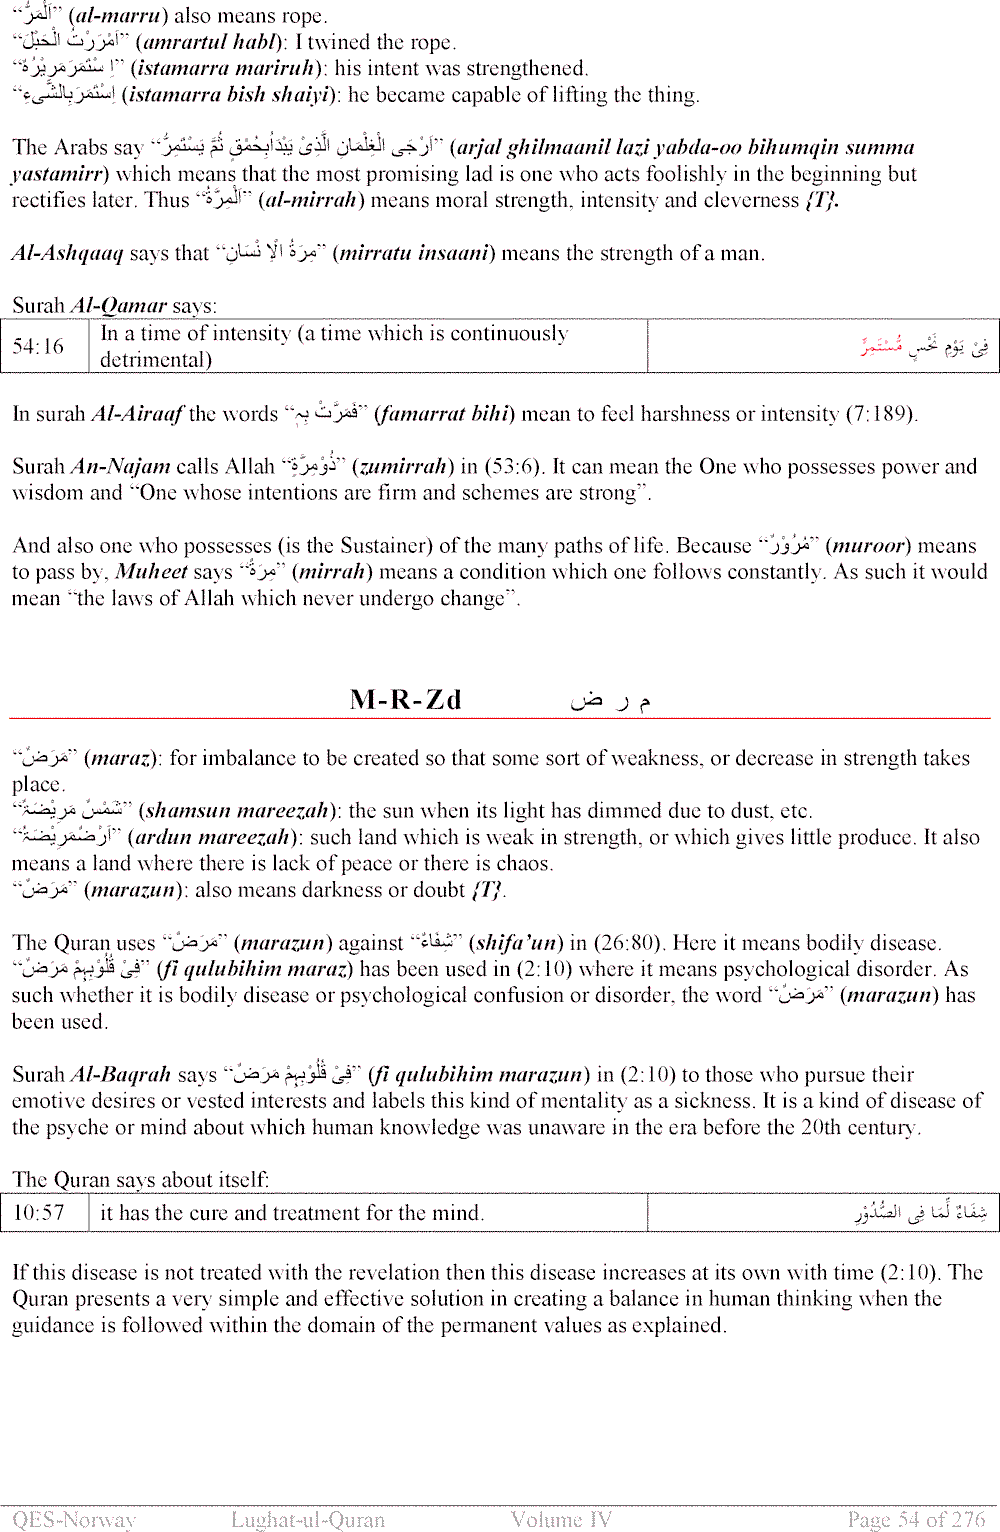 “اَلْمَرُّ” (al-marru) also means rope.
“اَمْرَرْتُ الْحَبْلَ” (amrartul habl): I twined the rope.
“اِ سْتَمَرَمَرِيْرُهٗ” (istamarra mariruh): his intent was strengthened.
“اِسْتَمَرَبِالشَّیءِ (istamarra bish shaiyi): he became capable of lifting the thing.
The Arabs say “اَرْجَی الْغِلْمَانِ الَّذِیْ يَبْدَاُبِحُمْقٍ ثُمَّ يَسْتَمِرُّ” (arjal ghilmaanil lazi yabda-oo bihumqin summa
yastamirr) which means that the most promising lad is one who acts foolishly in the beginning but
rectifies later. Thus “اَلْمِرَّةُ” (al-mirrah) means moral strength, intensity and cleverness {T}.
Al-Ashqaaq says that “مِرَةُ الْاِ نْسَانِ” (mirratu insaani) means the strength of a man.
Surah Al-Qamar says:
54:16 In a time of intensity (a time which is continuously فِیْ يَوْمِ نَحْسٍ مُّسْتَمِرٍّ
detrimental)
In surah Al-Airaaf the words “فَمَرَّتْ بِہٖ” (famarrat bihi) mean to feel harshness or intensity (7:189).
Surah An-Najam calls Allah “ذُوْمِرَّةٍ” (zumirrah) in (53:6). It can mean the One who possesses power and
wisdom and “One whose intentions are firm and schemes are strong”.
And also one who possesses (is the Sustainer) of the many paths of life. Because “مُرُوْرٌ” (muroor) means
to pass by, Muheet says “مِرَةٌ” (mirrah) means a condition which one follows constantly. As such it would
mean “the laws of Allah which never undergo change”.
M-R-Zd م ر ض
“مَرَضٌ” (maraz): for imbalance to be created so that some sort of weakness, or decrease in strength takes
place.
“شَمْسٌ مَرِيْضَۃٌ” (shamsun mareezah): the sun when its light has dimmed due to dust, etc.
“اَرْضٌمَرِيْضَۃٌ” (ardun mareezah): such land which is weak in strength, or which gives little produce. It also
means a land where there is lack of peace or there is chaos.
“مَرَضٌ” (marazun): also means darkness or doubt {T}.
The Quran uses “مَرَضٌ” (marazun) against “شِفَاءٌ” (shifa’un) in (26:80). Here it means bodily disease.
“فِیْ قُلُوْبِہِمْ مَرَضٌ” (fi qulubihim maraz) has been used in (2:10) where it means psychological disorder. As
such whether it is bodily disease or psychological confusion or disorder, the word “مَرَضٌ” (marazun) has
been used.
Surah Al-Baqrah says “فِیْ قُلُوْبِہِمْ مَرَضٌ” (fi qulubihim marazun) in (2:10) to those who pursue their
emotive desires or vested interests and labels this kind of mentality as a sickness. It is a kind of disease of
the psyche or mind about which human knowledge was unaware in the era before the 20th century.
The Quran says about itself:
10:57 it has the cure and treatment for the mind. شِفَاءٌ لِّمَا فِی الصُّدُوْرِ
If this disease is not treated with the revelation then this disease increases at its own with time (2:10). The
Quran presents a very simple and effective solution in creating a balance in human thinking when the
guidance is followed within the domain of the permanent values as explained.
QES-Norway Lughat-ul-Quran Volume IV Page 54 of 276